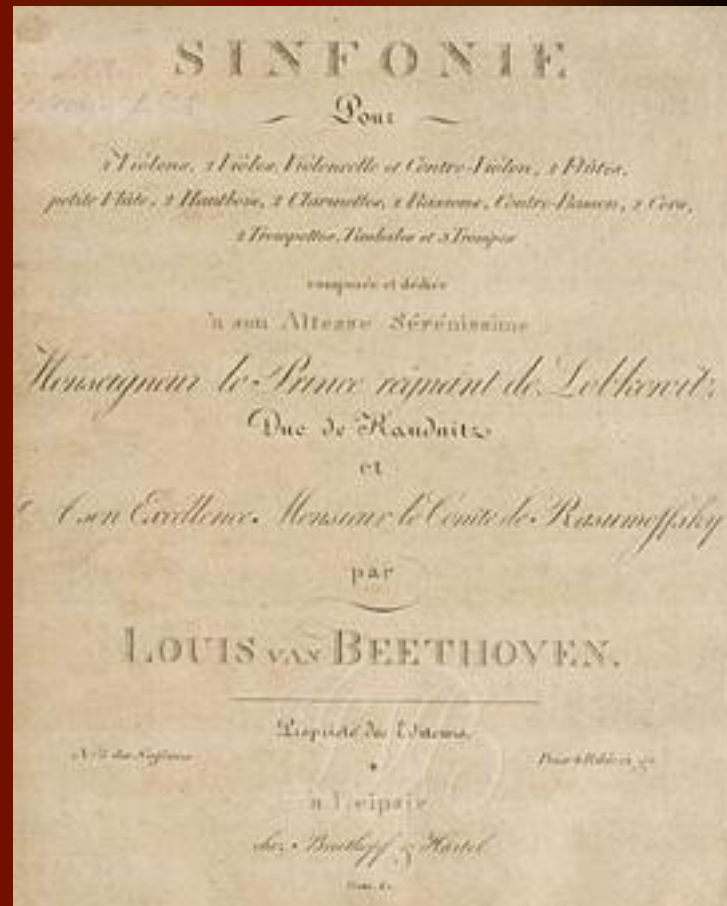 SINFONIE
Pour
2 Violons, 2 Violes, Violoncelle et Contre-Violon, 2 Flûtes,
petite Flûte, 2 Hautbois, 2 Clarinettes, 2 Bassons, Contre-Basson, 2 Cors,
2 Trompettes, Timbales et 3 Trompes
composée et dédiée
à son Altesse Sérénissime
Monseigneur le Prince regnant de Lobkowitz
Duc de Raudnitz
et
à son Excellence Monsieur le Comte de Rasumoffsky
par
LOUIS VAN BEETHOVEN.
Propriété des Editeurs.
à Leipsic
chez Breitkopf & Härtel